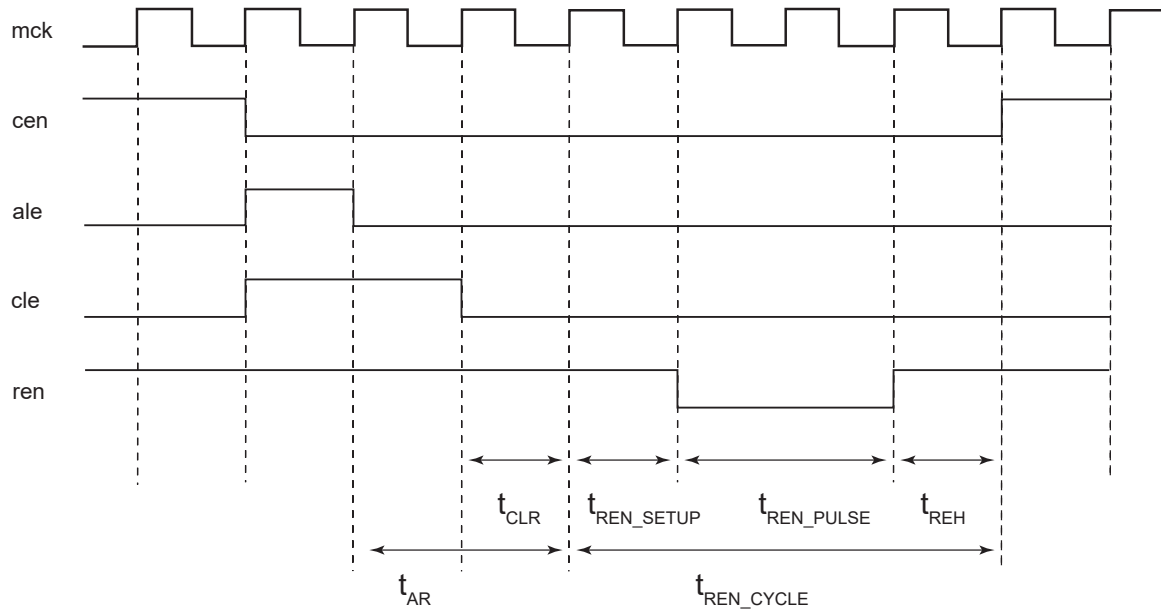 mck
cen
ale
cle
ren
tCLR
tREN_SETUP
tREN_PULSE
tREH
tAR
tREN_CYCLE